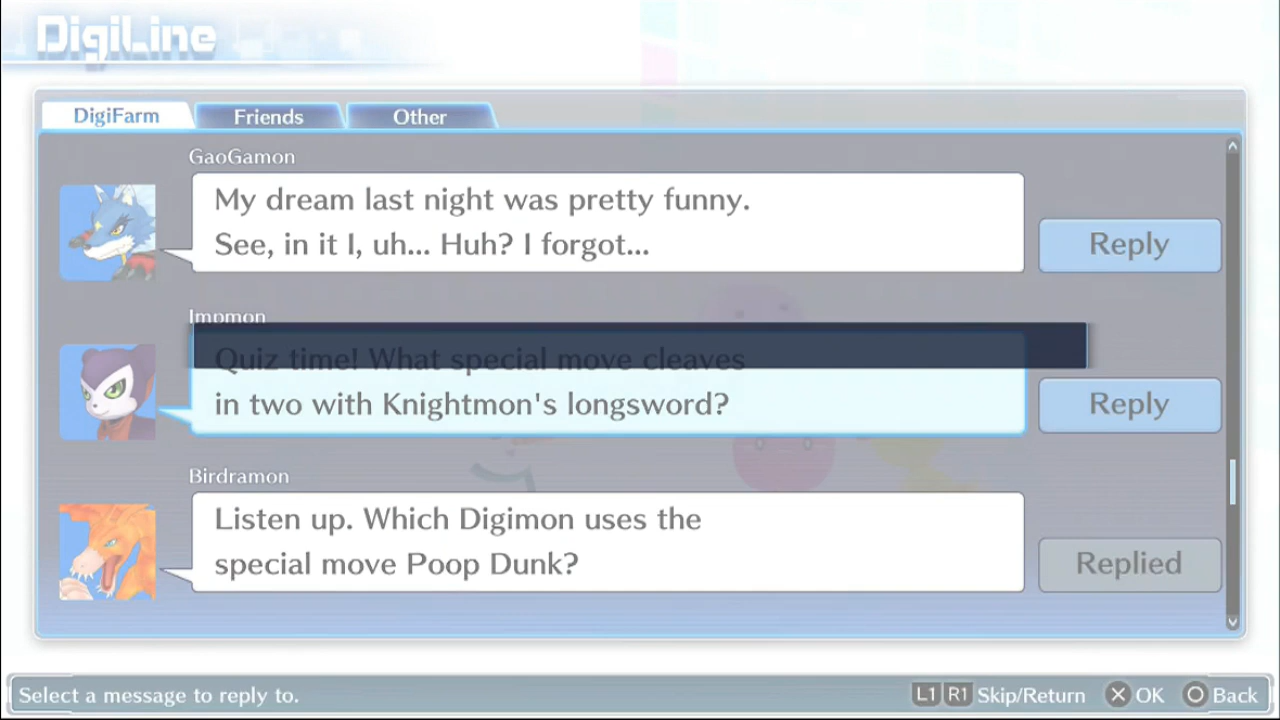 DigiLine
DigiFarm
Friends
Other
GaoGamon
My dream last night was pretty funny.
See, in it I, uh... Huh? I forgot...
Reply
Impmon
Quiz time! What special move cleaves
in two with Knightmon's longsword?
Reply
Birdramon
Listen up. Which Digimon uses the
special move Poop Dunk?
Replied
Select a message to reply to.
L1 R1 Skip/Return OK Back